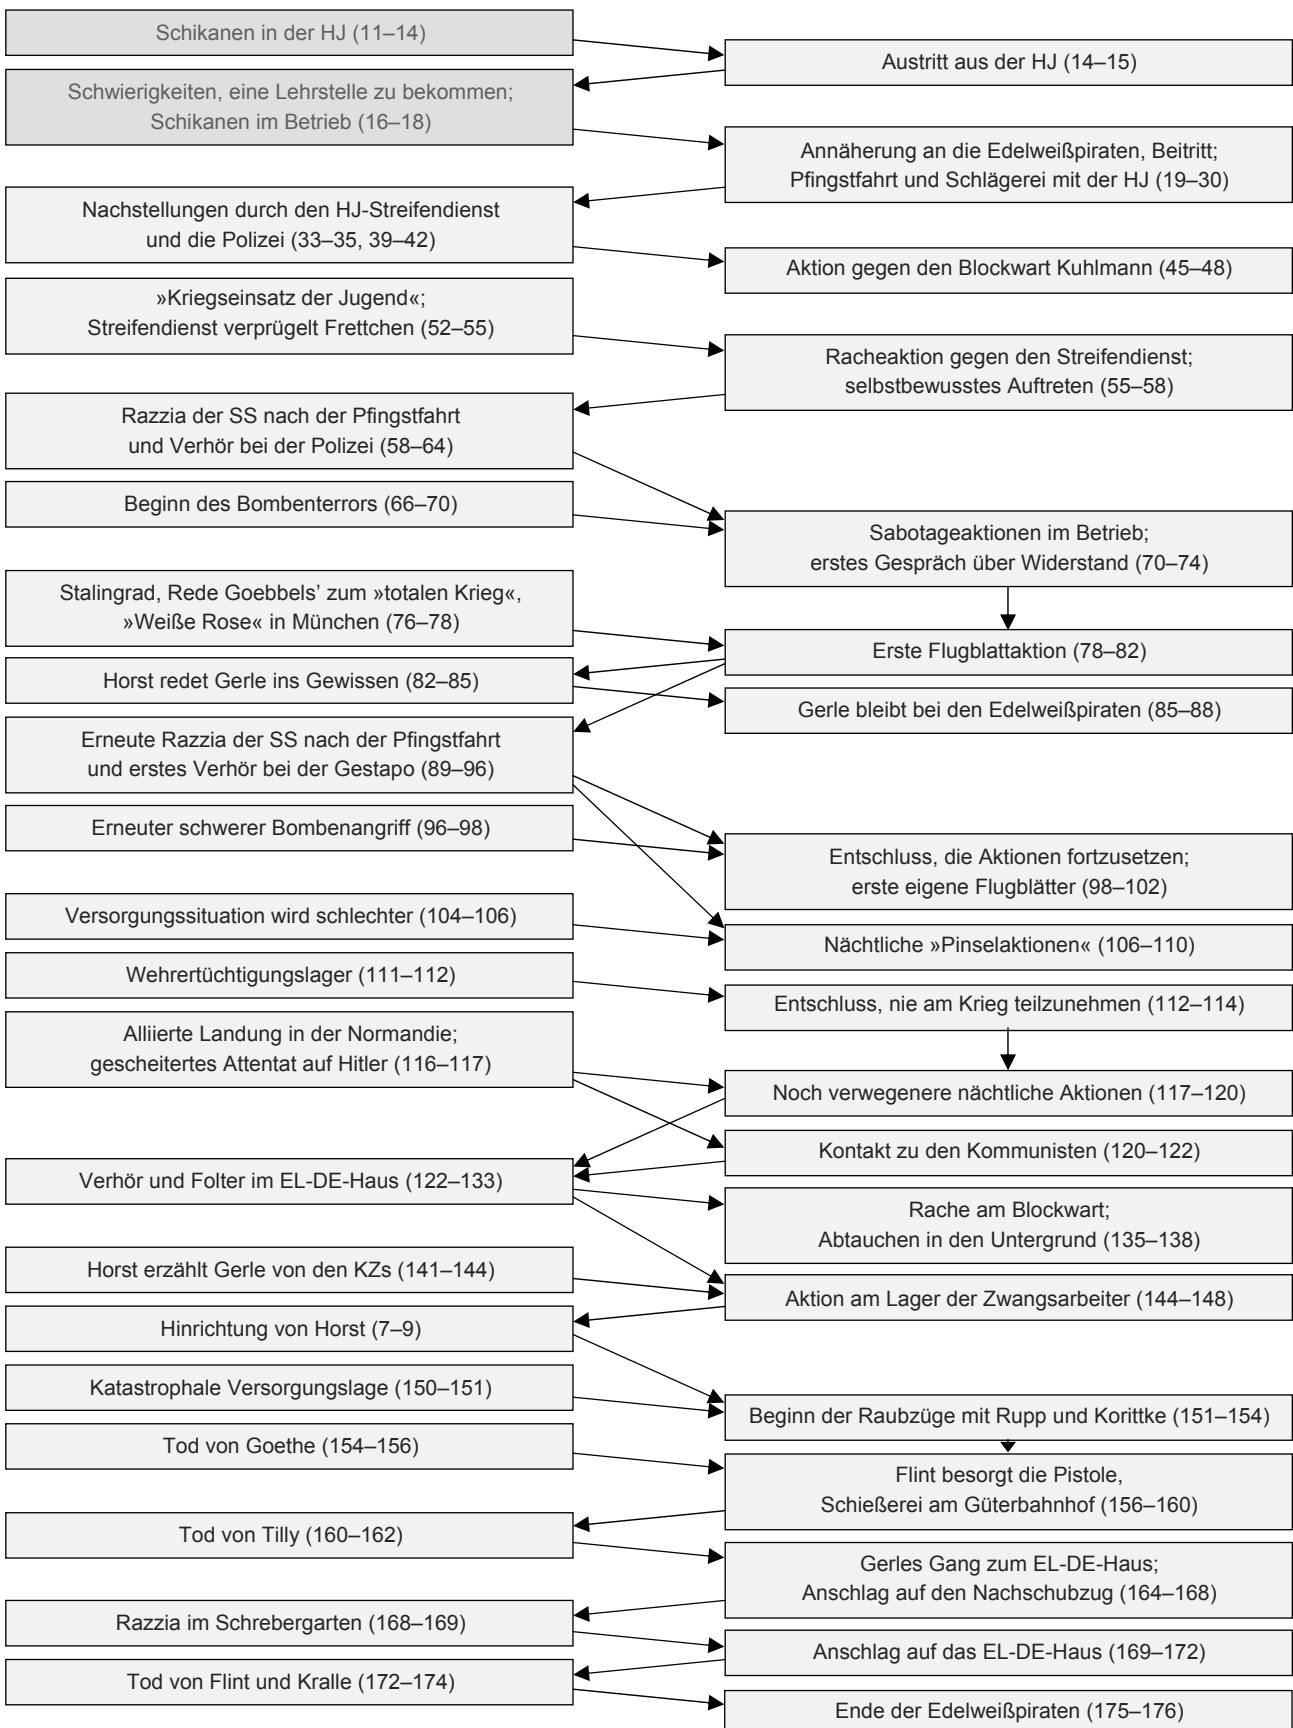 Schikanen in der HJ (11–14)
Austritt aus der HJ (14–15)
Schwierigkeiten, eine Lehrstelle zu bekommen;
Schikanen im Betrieb (16–18)
Annäherung an die Edelweißpiraten, Beitritt;
Pfingstfahrt und Schlägerei mit der HJ (19–30)
Nachstellungen durch den HJ-Streifendienst
und die Polizei (33–35, 39–42)
Aktion gegen den Blockwart Kuhlmann (45–48)
»Kriegseinsatz der Jugend«;
Streifendienst verprügelt Frettchen (52–55)
Racheaktion gegen den Streifendienst;
selbstbewusstes Auftreten (55–58)
Razzia der SS nach der Pfingstfahrt
und Verhör bei der Polizei (58–64)
Beginn des Bombenterrors (66–70)
Sabotageaktionen im Betrieb;
erstes Gespräch über Widerstand (70–74)
Stalingrad, Rede Goebbels’ zum »totalen Krieg«,
»Weiße Rose« in München (76–78)
Erste Flugblattaktion (78–82)
Horst redet Gerle ins Gewissen (82–85)
Gerle bleibt bei den Edelweißpiraten (85–88)
Erneute Razzia der SS nach der Pfingstfahrt
und erstes Verhör bei der Gestapo (89–96)
Erneuter schwerer Bombenangriff (96–98)
Entschluss, die Aktionen fortzusetzen;
erste eigene Flugblätter (98–102)
Versorgungssituation wird schlechter (104–106)
Nächtliche »Pinselaktionen« (106–110)
Wehrertüchtigungslager (111–112)
Entschluss, nie am Krieg teilzunehmen (112–114)
Alliierte Landung in der Normandie;
gescheitertes Attentat auf Hitler (116–117)
Noch verwegenere nächtliche Aktionen (117–120)
Kontakt zu den Kommunisten (120–122)
Verhör und Folter im EL-DE-Haus (122–133)
Rache am Blockwart;
Abtauchen in den Untergrund (135–138)
Horst erzählt Gerle von den KZs (141–144)
Aktion am Lager der Zwangsarbeiter (144–148)
Hinrichtung von Horst (7–9)
Katastrophale Versorgungslage (150–151)
Beginn der Raubzüge mit Rupp und Korittke (151–154)
Tod von Goethe (154–156)
Flint besorgt die Pistole,
Schießerei am Güterbahnhof (156–160)
Tod von Tilly (160–162)
Gerles Gang zum EL-DE-Haus;
Anschlag auf den Nachschubzug (164–168)
Razzia im Schrebergarten (168–169)
Anschlag auf das EL-DE-Haus (169–172)
Tod von Flint und Kralle (172–174)
Ende der Edelweißpiraten (175–176)